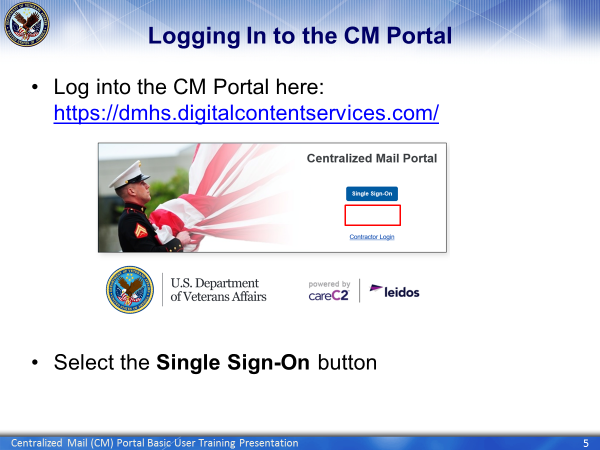 Logging In to the CM Portal
• Log into the CM Portal here:
https://dmhs.digitalcontentservices.com/
Centralized Mail Portal
Single Sign-On
Contractor Login
U.S. Department
of Veterans Affairs
powered by
careC2
leidos
• Select the Single Sign-On button
Centralized Mail (CM) Portal Basic User Training Presentation
5